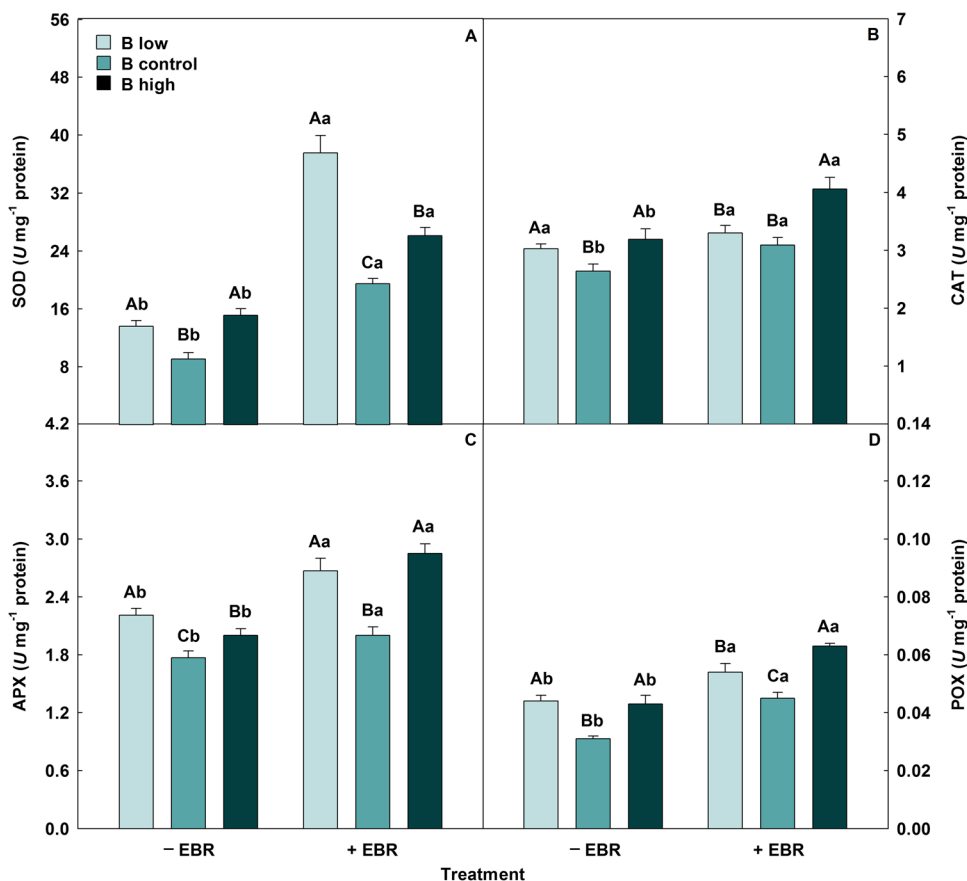 56
48
40
32
24
16
8
4.2
SOD (U mg⁻¹ protein)
B low
B control
B high
A
Ab
Bb
Ab
Aa
Ca
Ba
B
Aa
Bb
Ab
Ba
Ba
Aa
7
6
5
4
3
2
1
0.14
CAT (U mg⁻¹ protein)
3.6
3.0
2.4
1.8
1.2
0.6
0.0
APX (U mg⁻¹ protein)
C
Ab
Cb
Bb
Aa
Ba
Aa
D
Ab
Bb
Ab
Ba
Ca
Aa
0.12
0.10
0.08
0.06
0.04
0.02
0.00
POX (U mg⁻¹ protein)
– EBR + EBR – EBR + EBR
Treatment